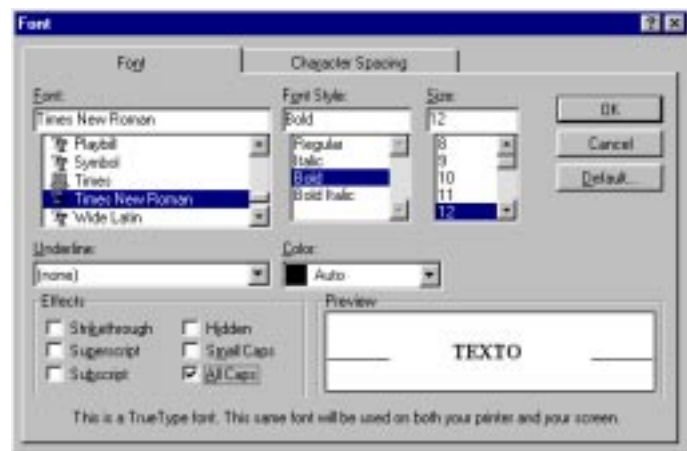 Font
Font
Character Spacing
Font:
Font Style:
Size:
Times New Roman
Bold
12
OK
Playbill
Symbol
Times
Times New Roman
Wide Latin
Regular
Italic
Bold
Bold Italic
8
9
10
11
12
Cancel
Default...
Underline:
Color:
(none)
Auto
Effects
Preview
Strikethrough
Hidden
Superscript
Small Caps
Subscript
All Caps
TEXTO
This is a TrueType font. This same font will be used on both your printer and your screen.